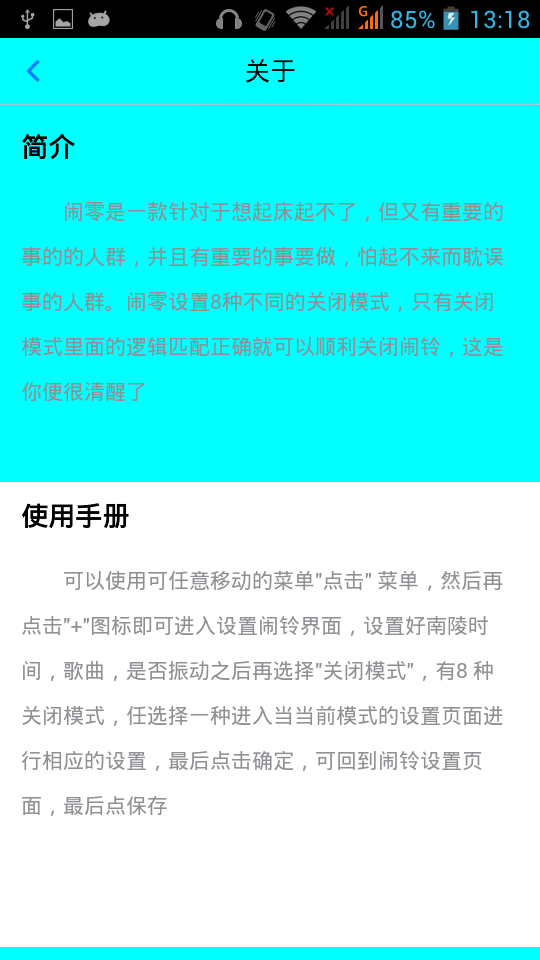 G
85%
13:18
关于
简介
闹零是一款针对于想起床起不了，但又有重要的
事的的人群，并且有重要的事要做，怕起不来而耽误
事的人群。闹零设置8种不同的关闭模式，只有关闭
模式里面的逻辑匹配正确就可以顺利关闭闹铃，这是
你便很清醒了
使用手册
可以使用可任意移动的菜单"点击" 菜单，然后再
点击"+"图标即可进入设置闹铃界面，设置好南陵时
间，歌曲，是否振动之后再选择"关闭模式"，有8 种
关闭模式，任选择一种进入当当前模式的设置页面进
行相应的设置，最后点击确定，可回到闹铃设置页
面，最后点保存